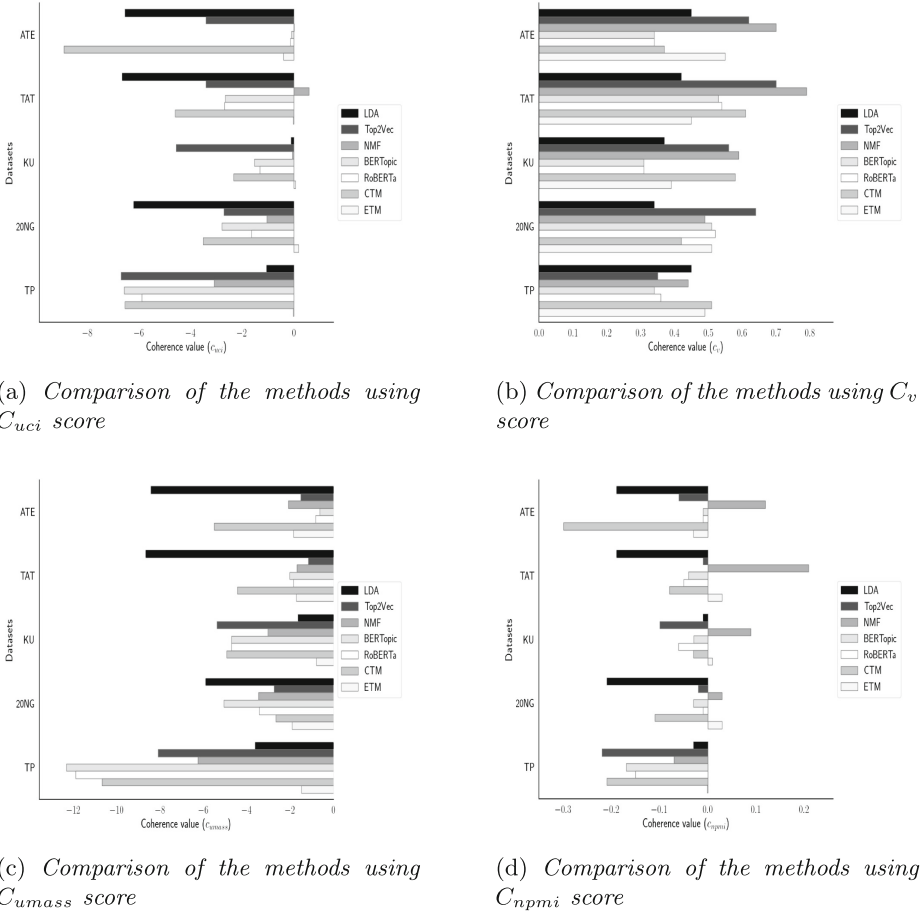 ATE
TAT
KU
20NG
TP
Datasets
LDA
Top2Vec
NMF
BERTopic
RoBERTa
CTM
ETM
−8 −6 −4 −2 0
Coherence value (c_uci)
ATE
TAT
KU
20NG
TP
Datasets
LDA
Top2Vec
NMF
BERTopic
RoBERTa
CTM
ETM
0.0 0.1 0.2 0.3 0.4 0.5 0.6 0.7 0.8
Coherence value (c_v)
(a) Comparison of the methods using
C_uci score
(b) Comparison of the methods using C_v
score
ATE
TAT
KU
20NG
TP
Datasets
LDA
Top2Vec
NMF
BERTopic
RoBERTa
CTM
ETM
−12 −10 −8 −6 −4 −2 0
Coherence value (c_umass)
ATE
TAT
KU
20NG
TP
Datasets
LDA
Top2Vec
NMF
BERTopic
RoBERTa
CTM
ETM
−0.3 −0.2 −0.1 0.0 0.1 0.2
Coherence value (c_npmi)
(c) Comparison of the methods using
C_umass score
(d) Comparison of the methods using
C_npmi score